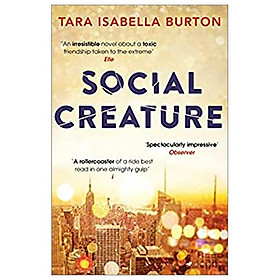 TARA ISABELLA BURTON
'An irresistible novel about a toxic
friendship taken to the extreme'
Elle
SOCIAL
CREATURE
'Spectacularly impressive'
Observer
'A rollercoaster of a ride best
read in one almighty gulp'